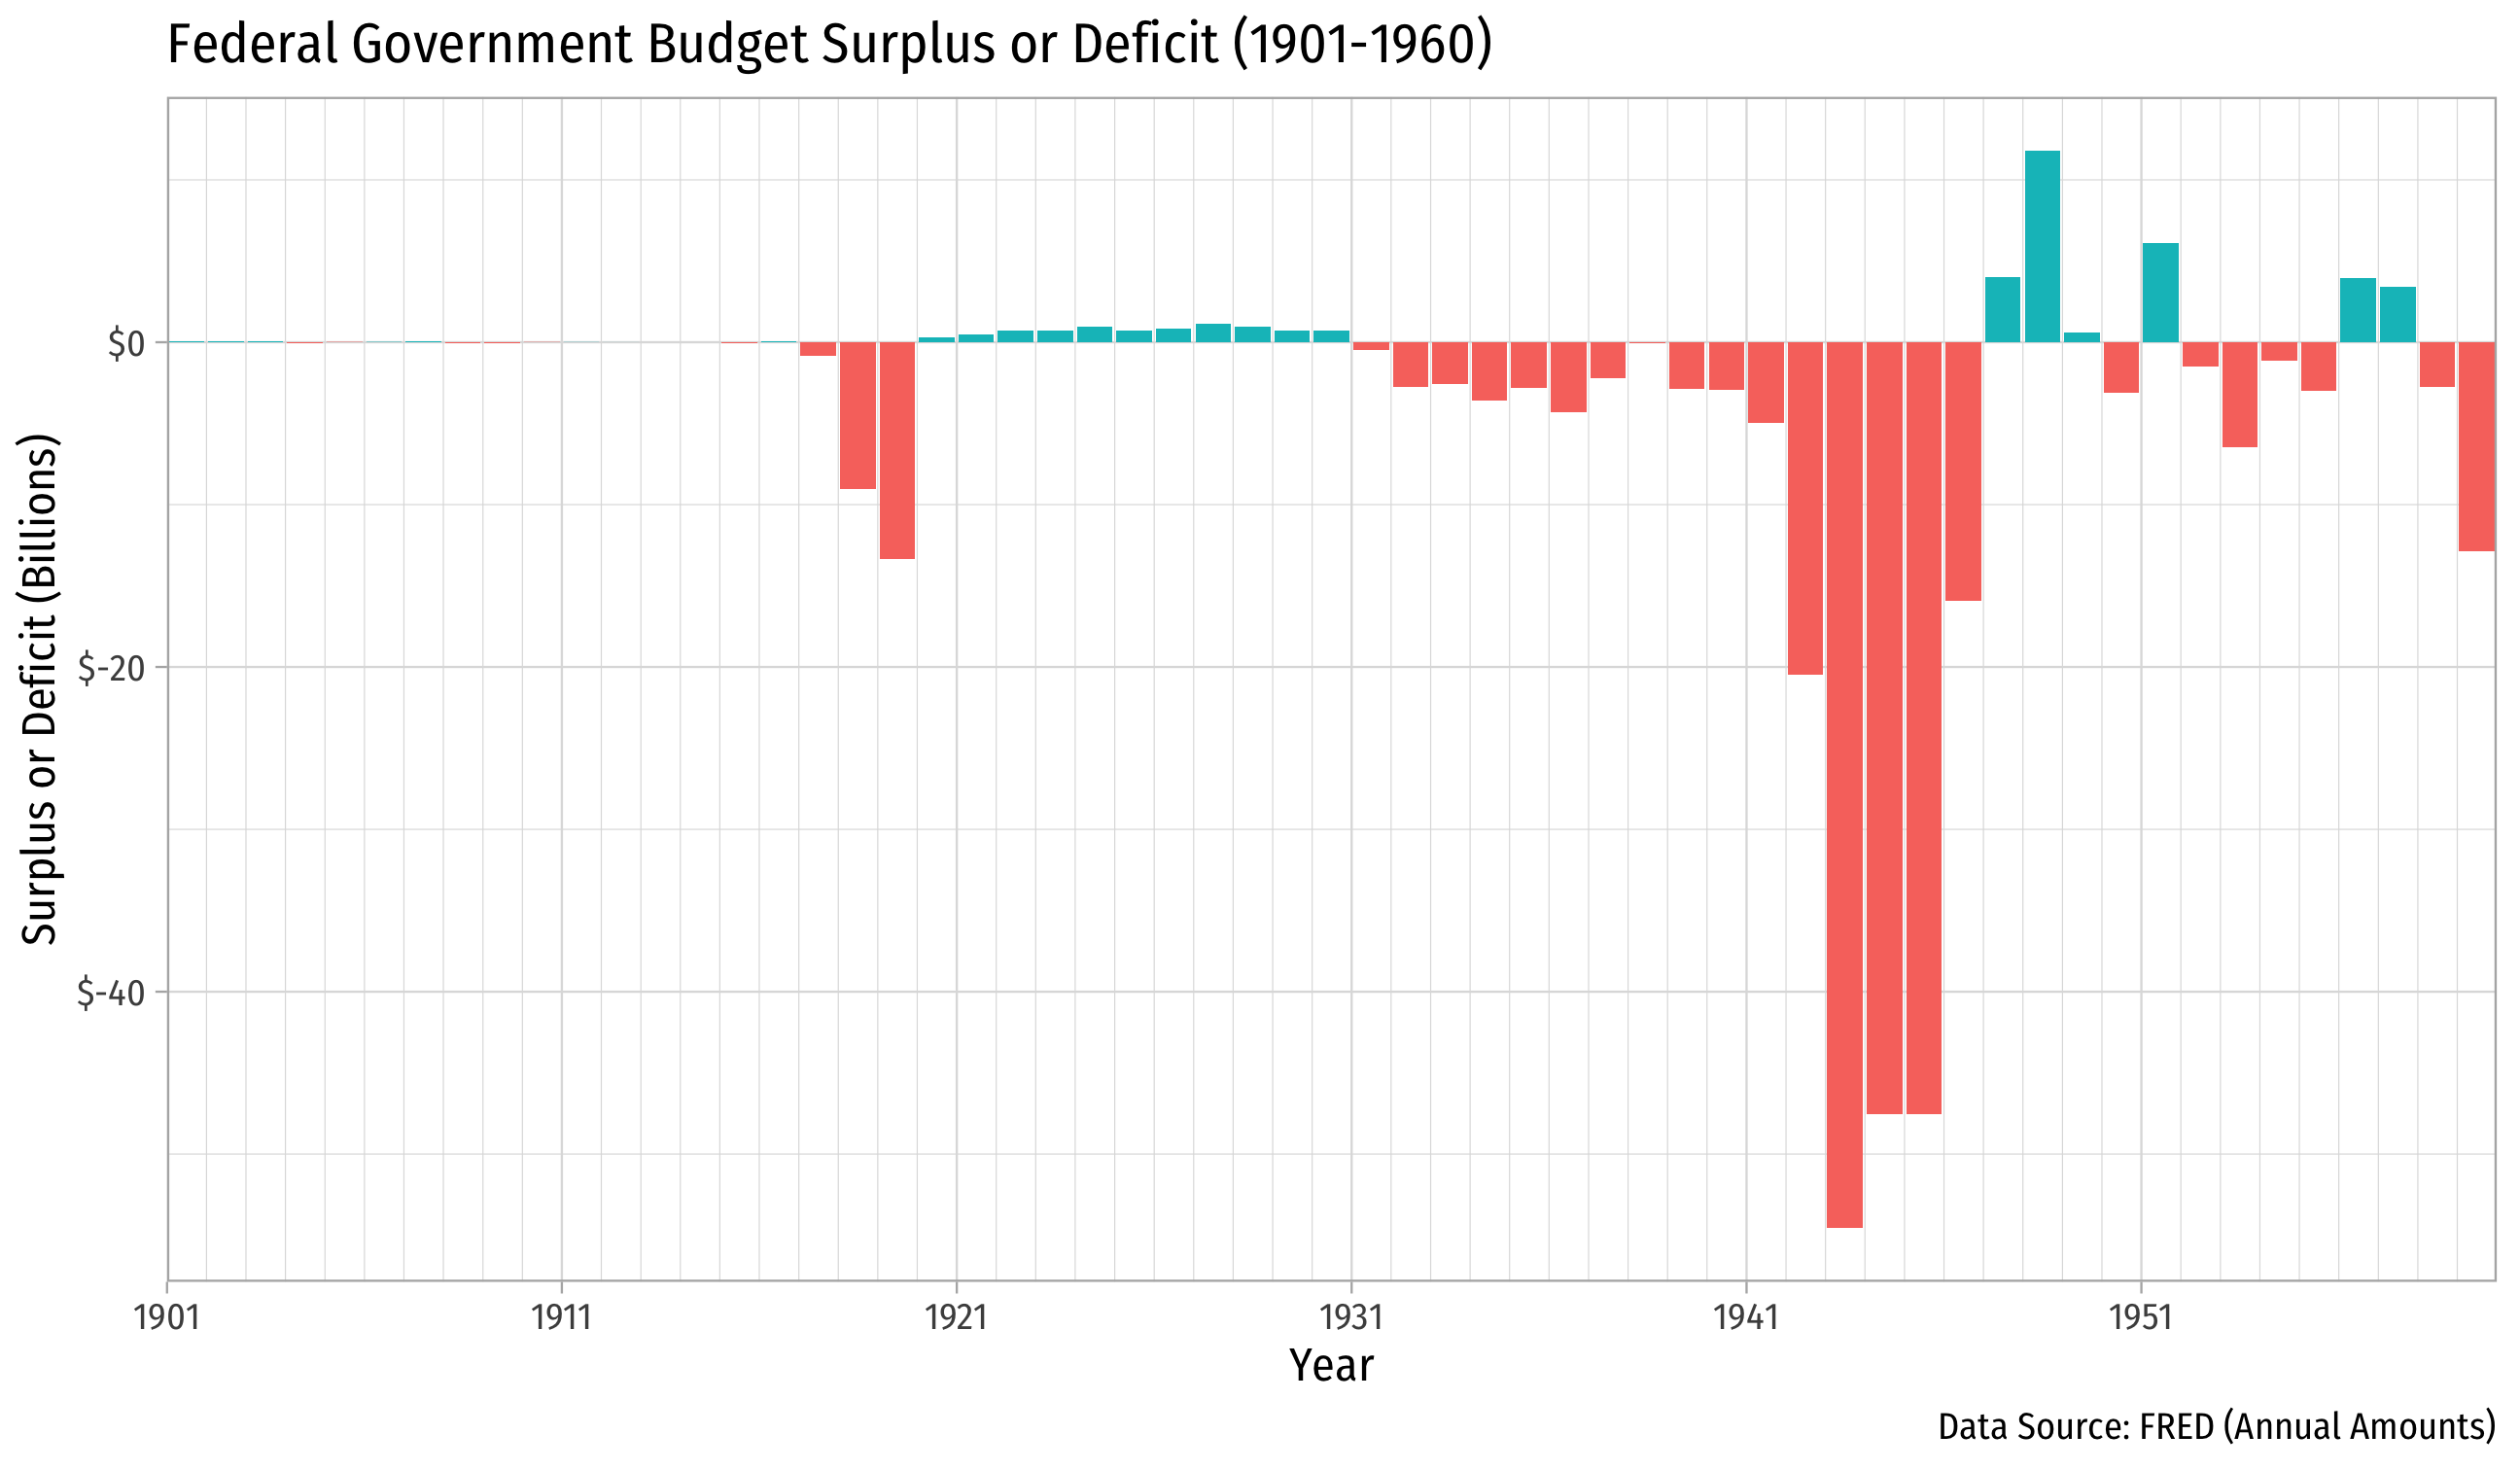 Federal Government Budget Surplus or Deficit (1901-1960)
Surplus or Deficit (Billions)
$0
$-20
$-40
1901
1911
1921
1931
1941
1951
Year
Data Source: FRED (Annual Amounts)